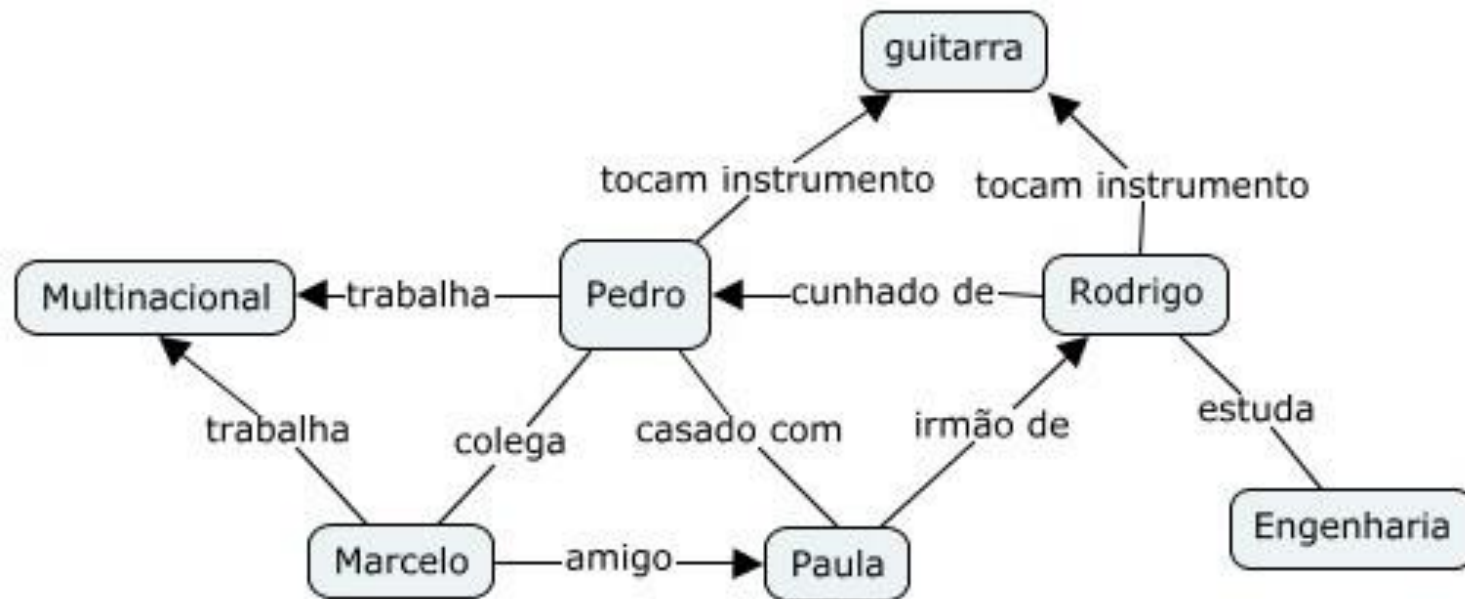 guitarra
tocam instrumento
tocam instrumento
Multinacional
trabalha
Pedro
cunhado de
Rodrigo
trabalha
colega
casado com
irmão de
estuda
Marcelo
amigo
Paula
Engenharia